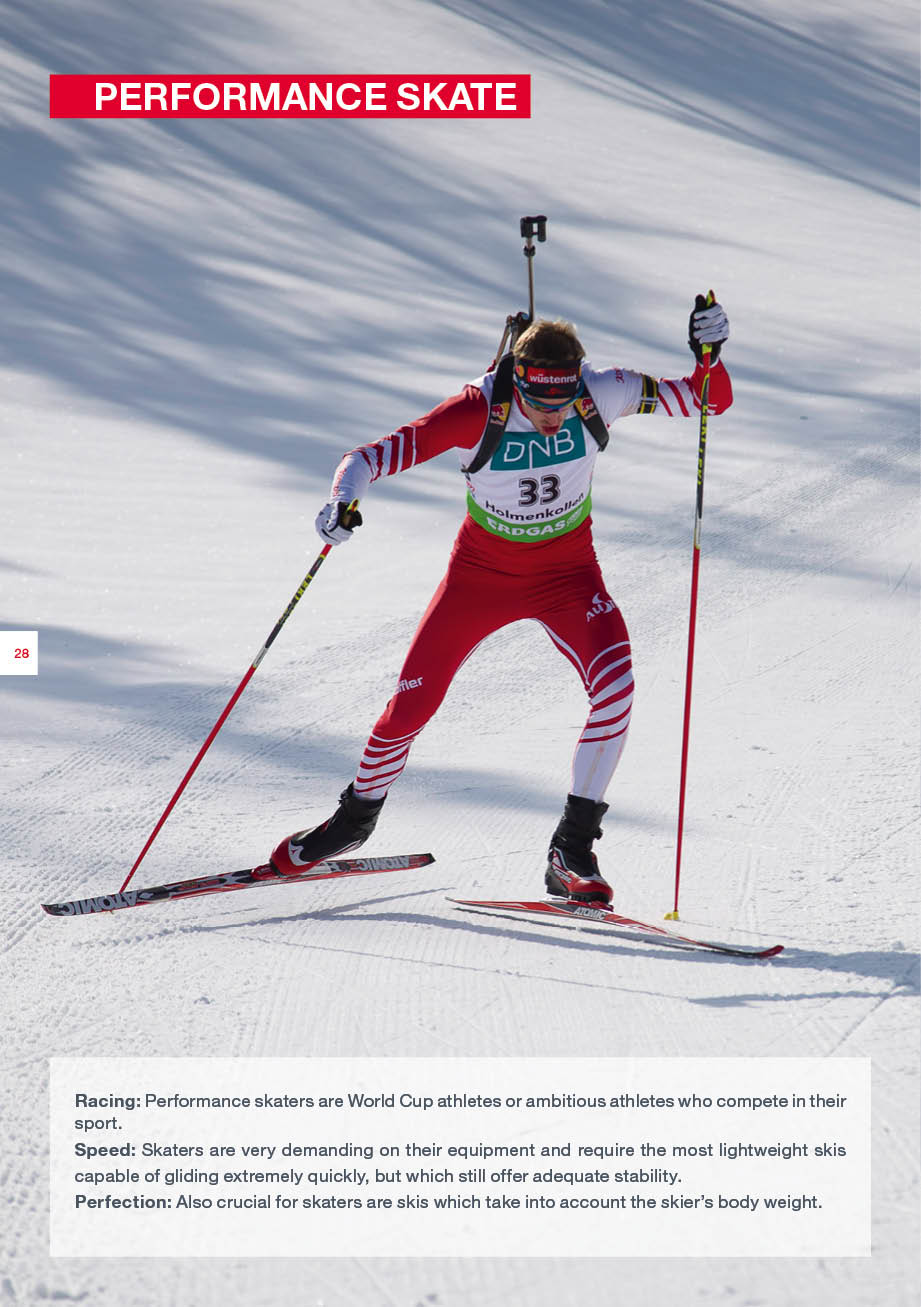 PERFORMANCE SKATE
wüstenrot
DNB
33
Holmenkollen
ERDGAS
LEKI
28
ATOMIC
ATOMIC
ATOMIC
Racing: Performance skaters are World Cup athletes or ambitious athletes who compete in their
sport.
Speed: Skaters are very demanding on their equipment and require the most lightweight skis
capable of gliding extremely quickly, but which still offer adequate stability.
Perfection: Also crucial for skaters are skis which take into account the skier’s body weight.